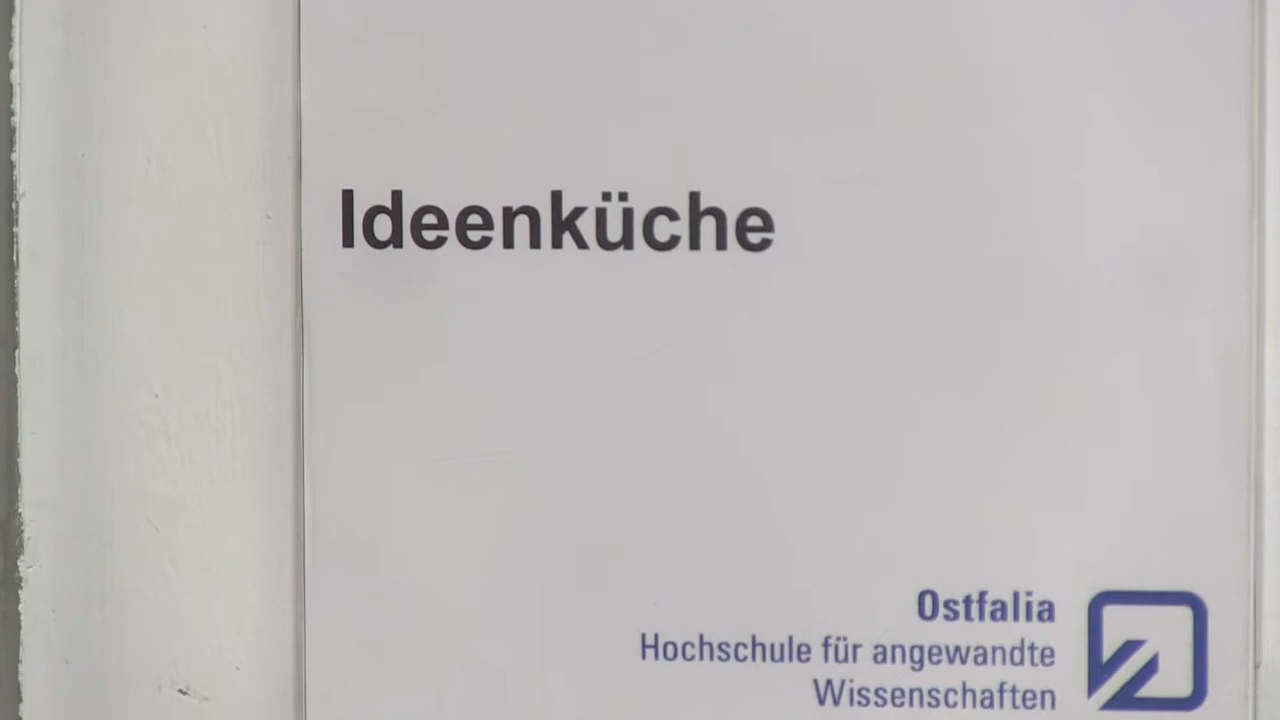 Ideenküche
Ostfalia
Hochschule für angewandte
Wissenschaften